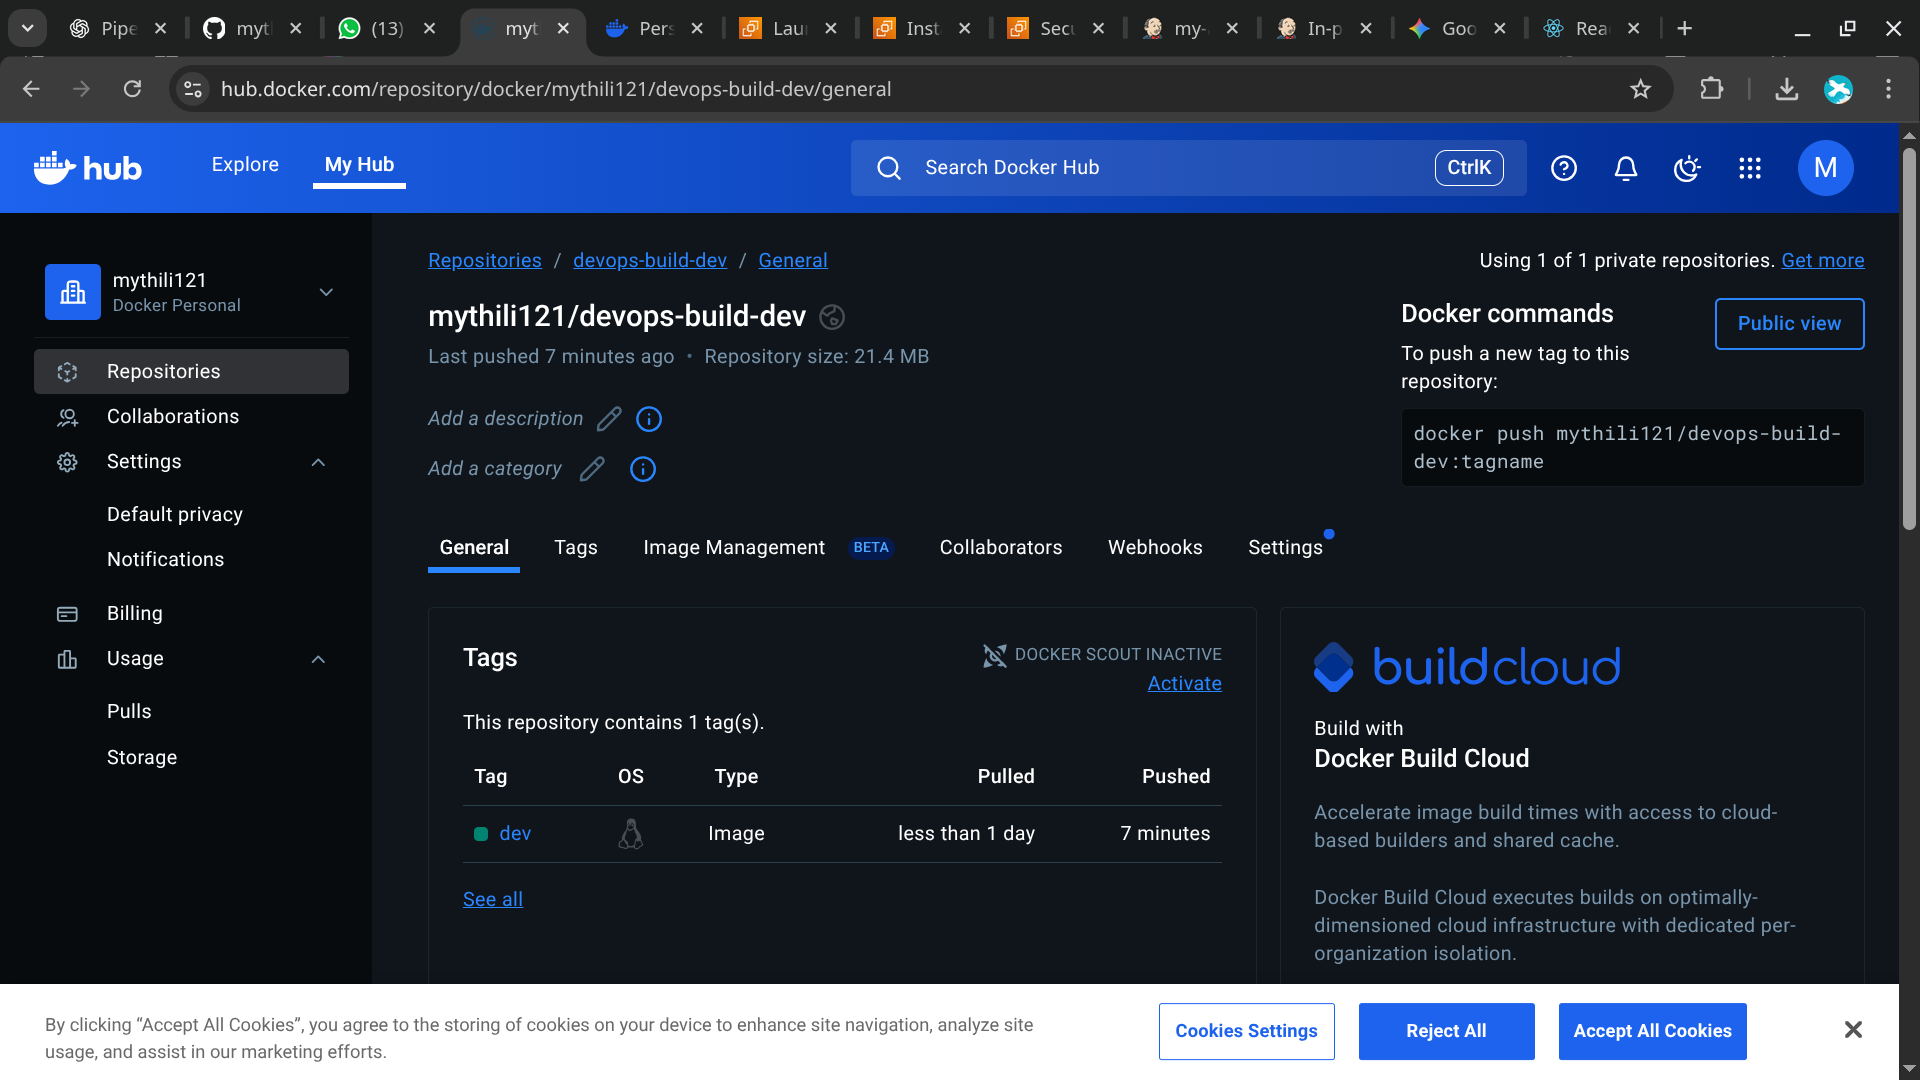 Pipe
myth
(13)
myt
Pers
Laun
Inst
Secu
my-
In-p
Goo
Rea
hub.docker.com/repository/docker/mythili121/devops-build-dev/general
hub
Explore
My Hub
Search Docker Hub
CtrlK
M
mythili121
Docker Personal
Repositories
Collaborations
Settings
Default privacy
Notifications
Billing
Usage
Pulls
Storage
Repositories / devops-build-dev / General
Using 1 of 1 private repositories. Get more
mythili121/devops-build-dev
Last pushed 7 minutes ago • Repository size: 21.4 MB
Add a description
Add a category
Docker commands
Public view
To push a new tag to this
repository:
docker push mythili121/devops-build-
dev:tagname
General
Tags
Image Management BETA
Collaborators
Webhooks
Settings
Tags
DOCKER SCOUT INACTIVE
Activate
This repository contains 1 tag(s).
Tag OS Type Pulled Pushed
dev Image less than 1 day 7 minutes
See all
buildcloud
Build with
Docker Build Cloud
Accelerate image build times with access to cloud-
based builders and shared cache.
Docker Build Cloud executes builds on optimally-
dimensioned cloud infrastructure with dedicated per-
organization isolation.
By clicking “Accept All Cookies”, you agree to the storing of cookies on your device to enhance site navigation, analyze site
usage, and assist in our marketing efforts.
Cookies Settings
Reject All
Accept All Cookies